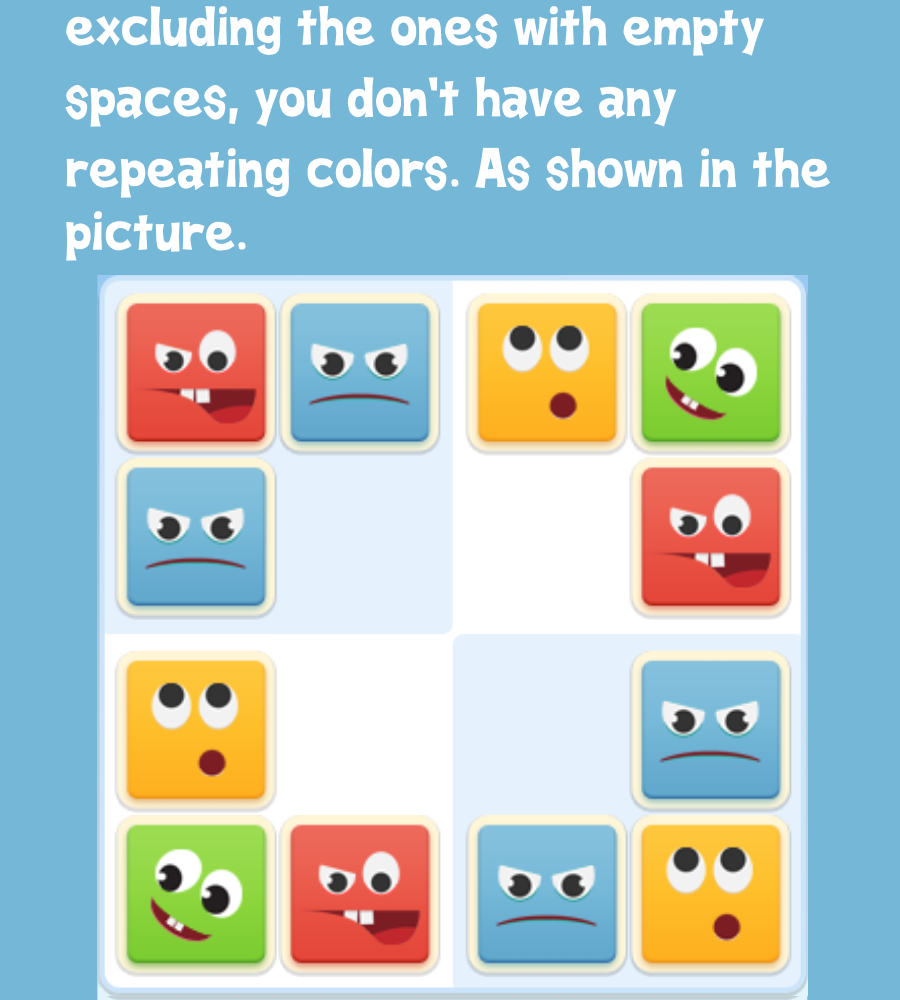 excluding the ones with empty
spaces, you don't have any
repeating colors. As shown in the
picture.